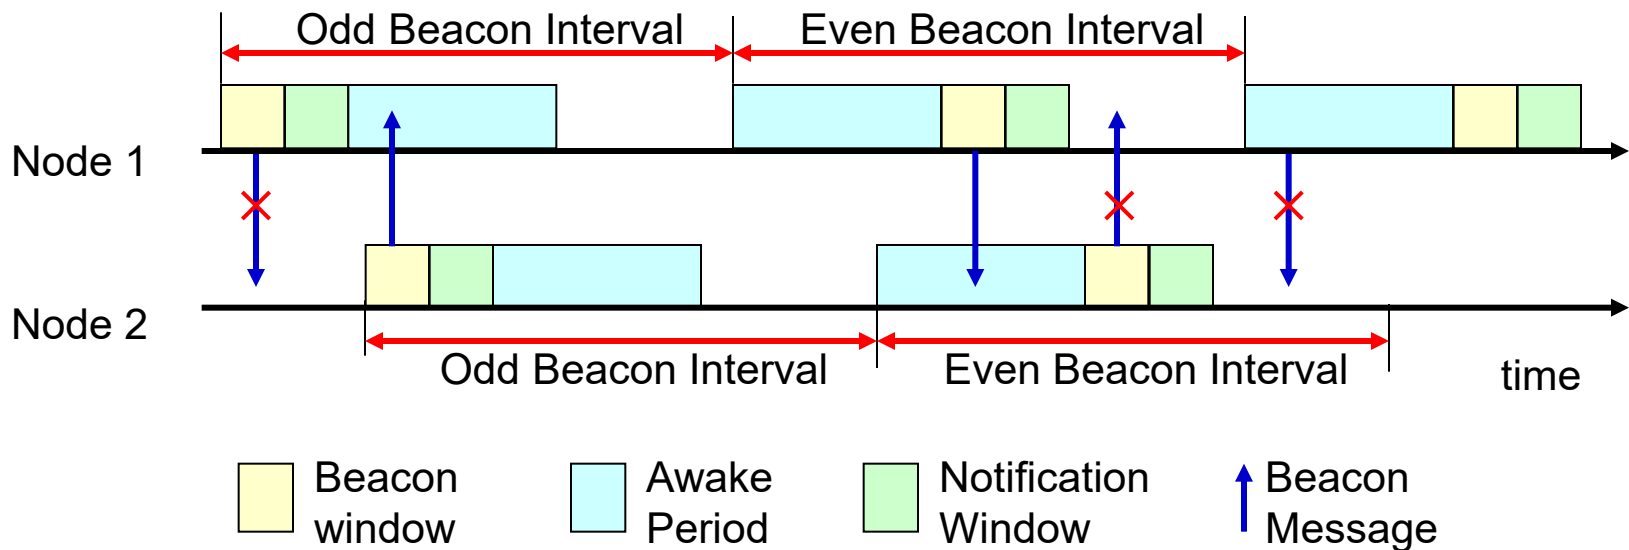 Odd Beacon Interval
Even Beacon Interval
Node 1
Node 2
Odd Beacon Interval
Even Beacon Interval
time
Beacon
window
Awake
Period
Notification
Window
Beacon
Message